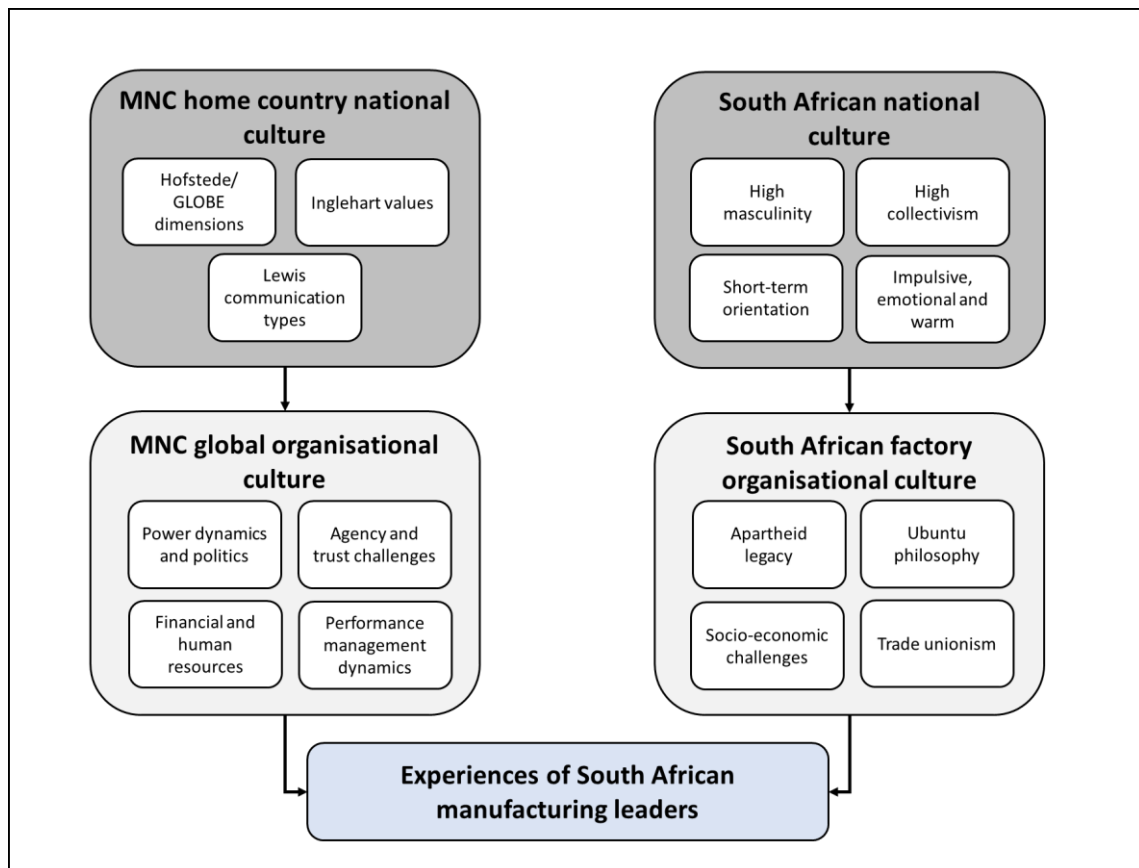 MNC home country national
culture
Hofstede/
GLOBE
dimensions
Inglehart values
Lewis
communication
types
South African national
culture
High
masculinity
High
collectivism
Short-term
orientation
Impulsive,
emotional and
warm
MNC global organisational
culture
Power dynamics
and politics
Agency and
trust challenges
Financial and
human
resources
Performance
management
dynamics
South African factory
organisational culture
Apartheid
legacy
Ubuntu
philosophy
Socio-economic
challenges
Trade unionism
Experiences of South African
manufacturing leaders